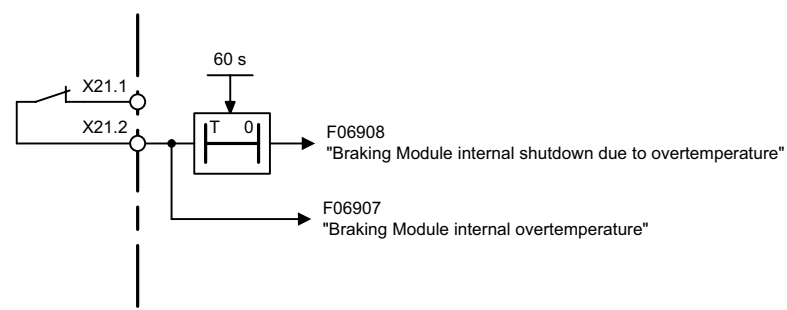 60 s
X21.1
X21.2
T 0
F06908
"Braking Module internal shutdown due to overtemperature"
F06907
"Braking Module internal overtemperature"